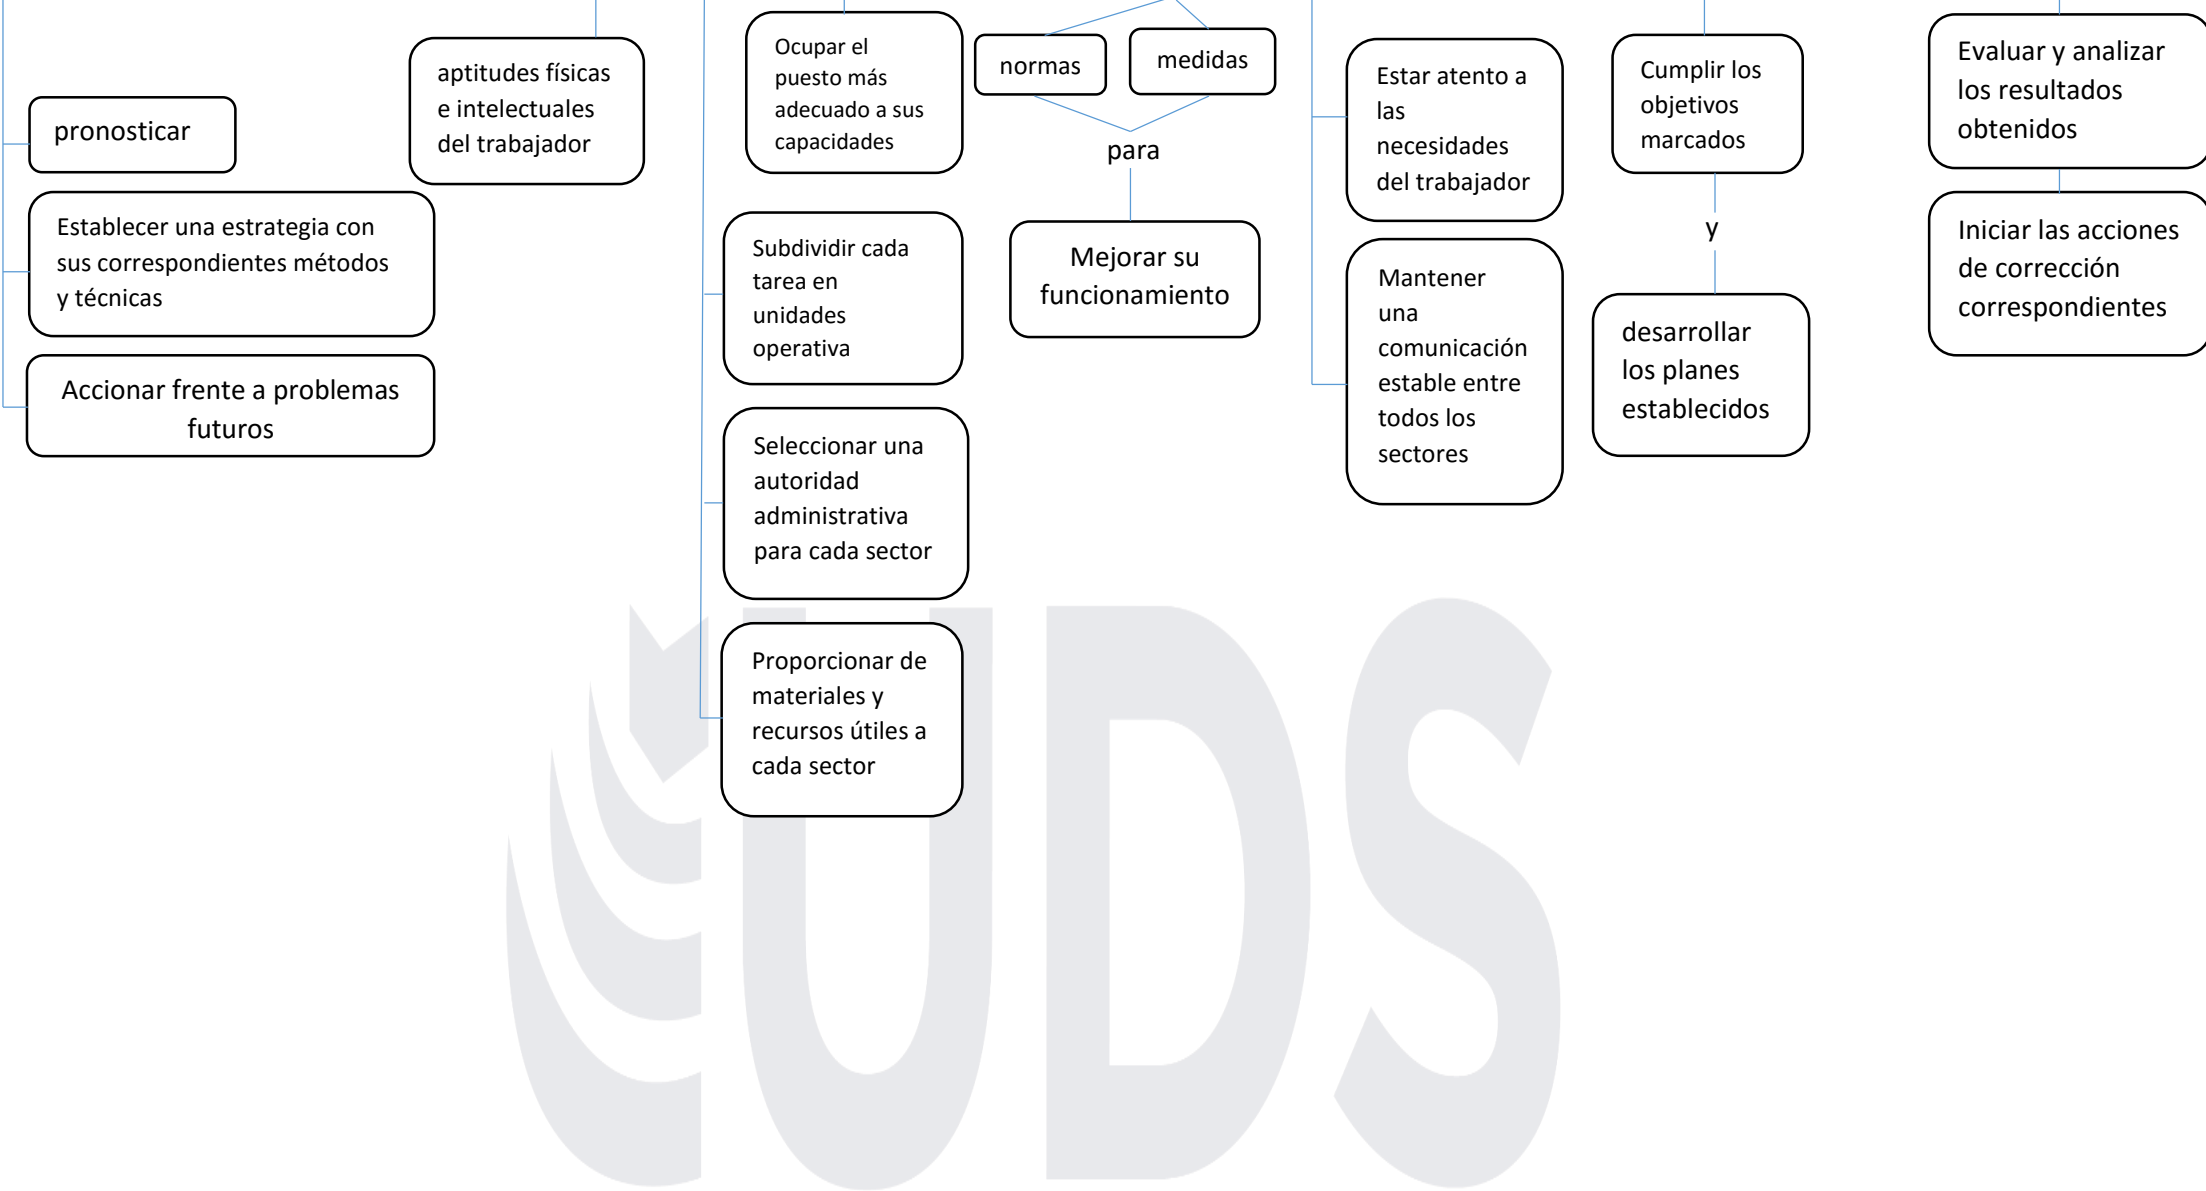 pronosticar
Establecer una estrategia con
sus correspondientes métodos
y técnicas
Accionar frente a problemas
futuros
aptitudes físicas
e intelectuales
del trabajador
Ocupar el
puesto más
adecuado a sus
capacidades
Subdividir cada
tarea en
unidades
operativa
Seleccionar una
autoridad
administrativa
para cada sector
Proporcionar de
materiales y
recursos útiles a
cada sector
normas
medidas
para
Mejorar su
funcionamiento
Estar atento a
las
necesidades
del trabajador
Mantener
una
comunicación
estable entre
todos los
sectores
Cumplir los
objetivos
marcados
y
desarrollar
los planes
establecidos
Evaluar y analizar
los resultados
obtenidos
Iniciar las acciones
de corrección
correspondientes
UDS